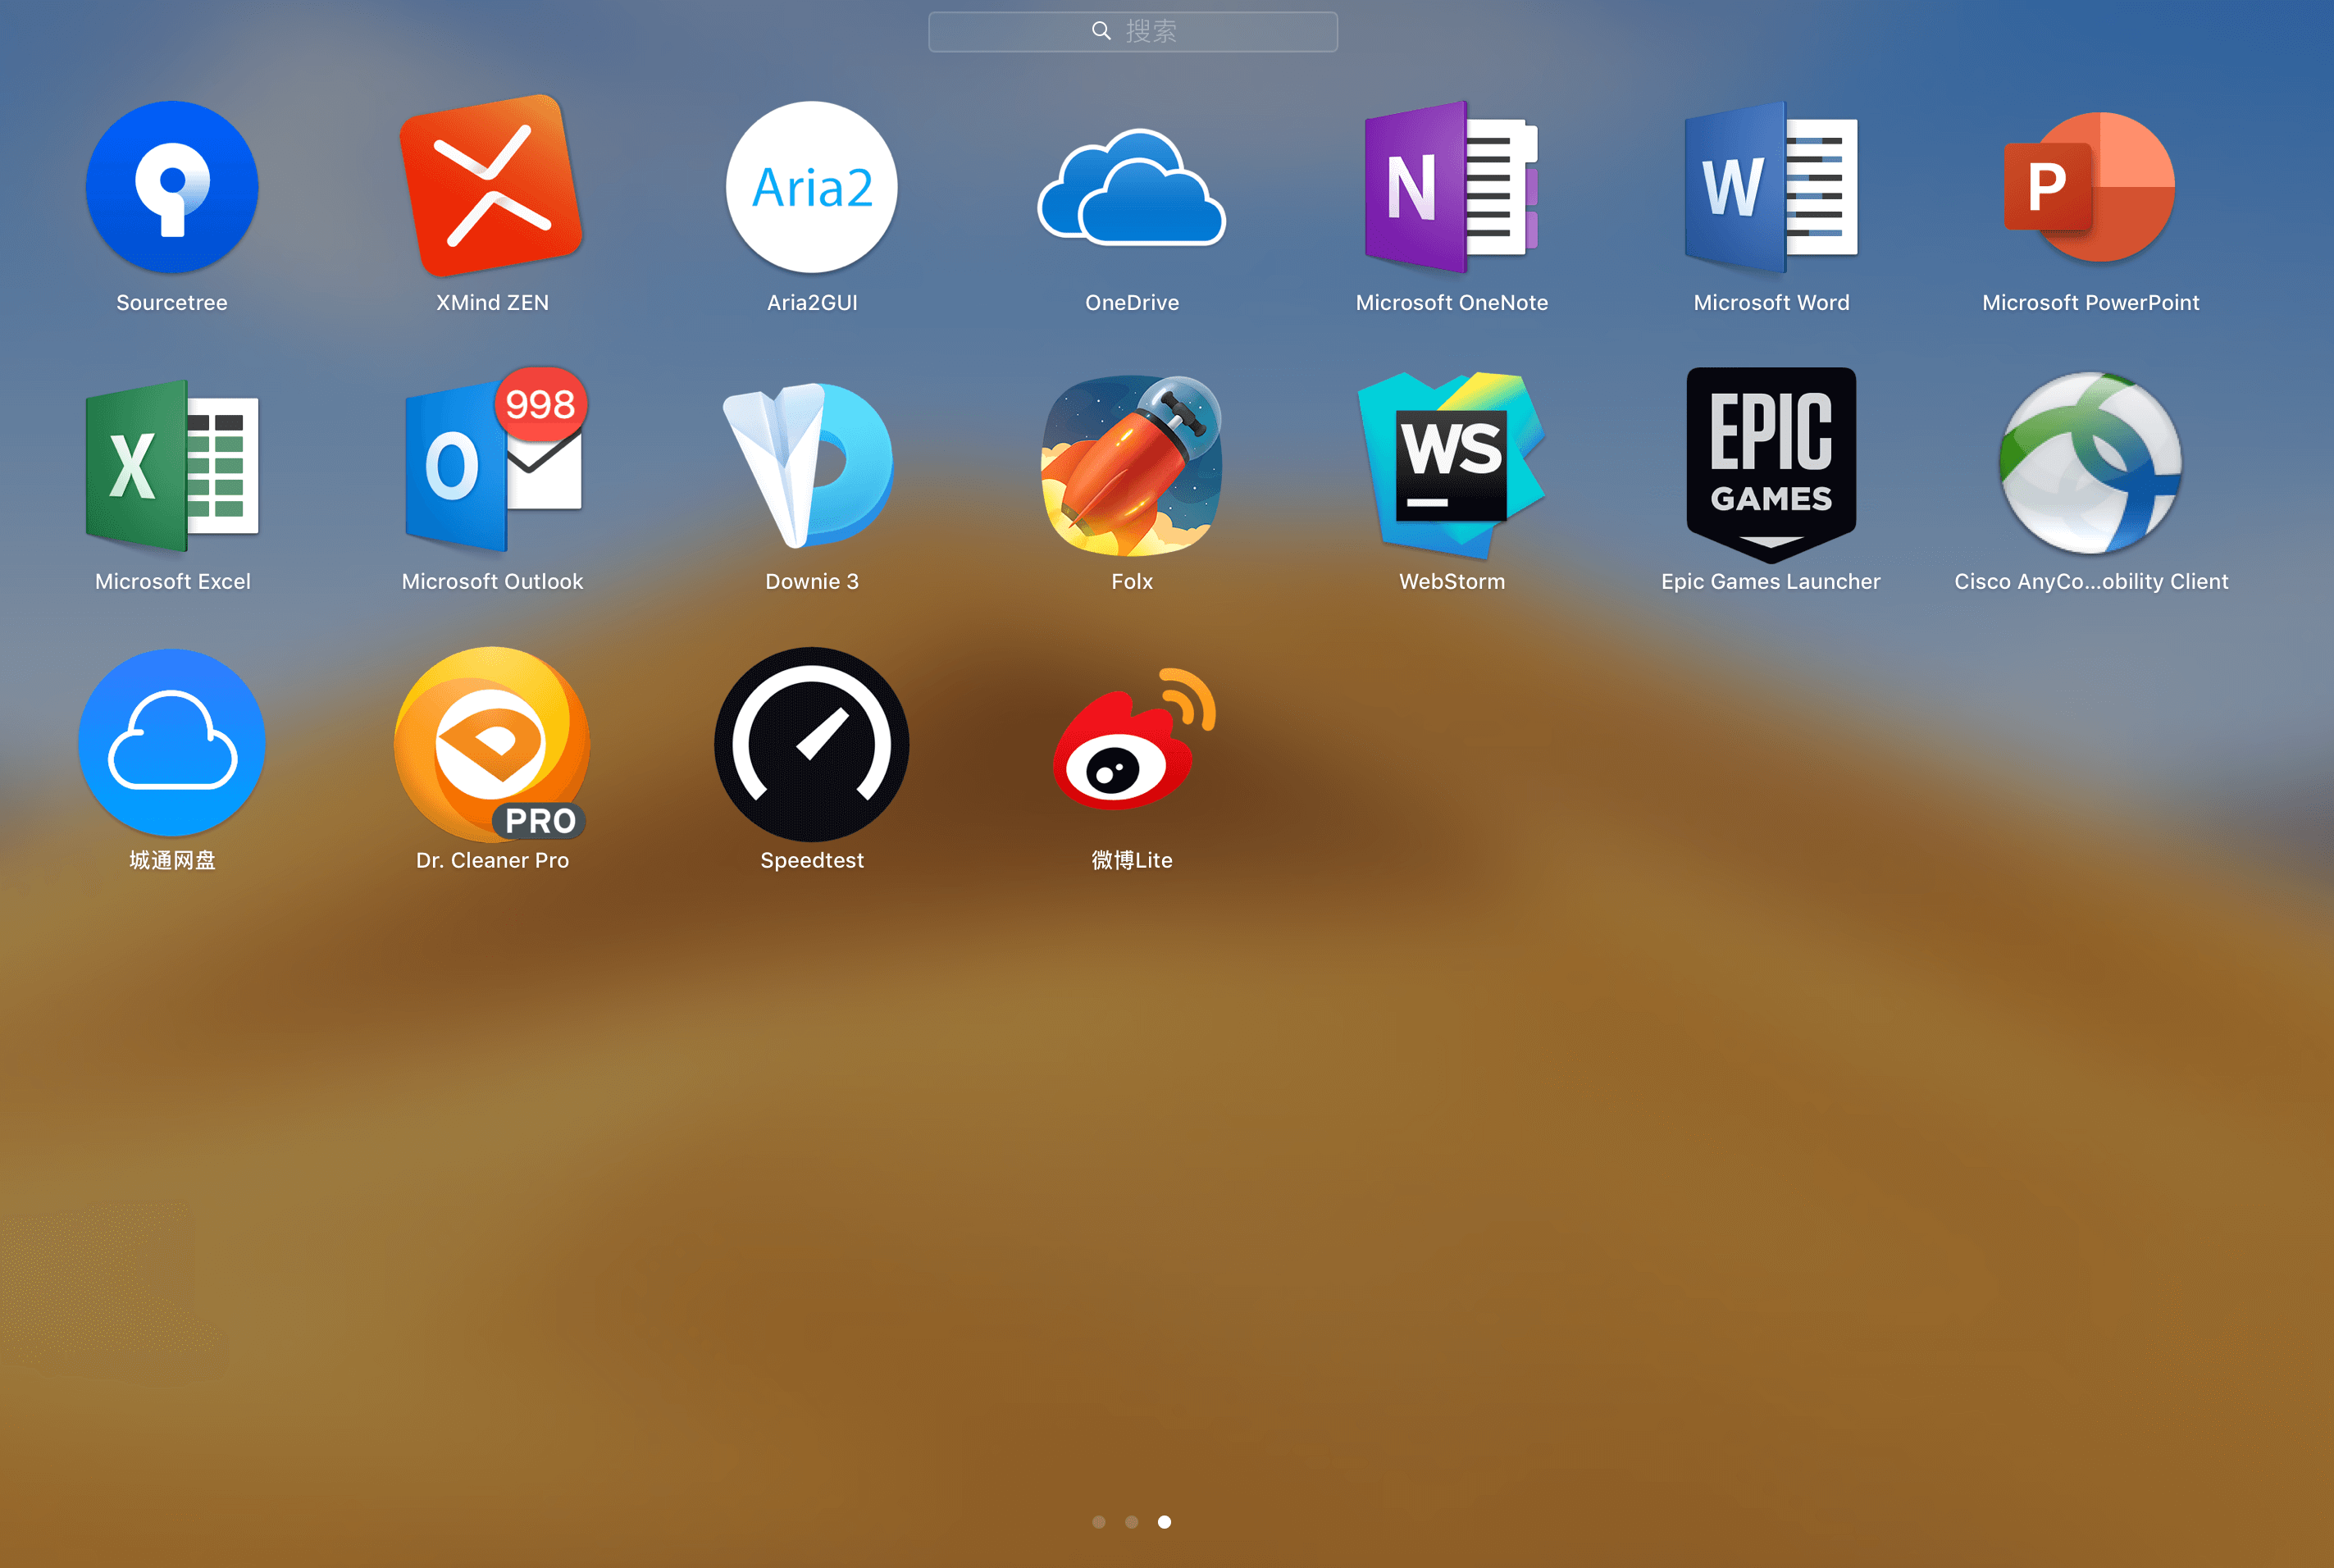 搜索
Aria2
N
W
P
Sourcetree
XMind ZEN
Aria2GUI
OneDrive
Microsoft OneNote
Microsoft Word
Microsoft PowerPoint
X
O
998
WS
EPIC
GAMES
Microsoft Excel
Microsoft Outlook
Downie 3
Folx
WebStorm
Epic Games Launcher
Cisco AnyCo...obility Client
PRO
城通网盘
Dr. Cleaner Pro
Speedtest
微博Lite